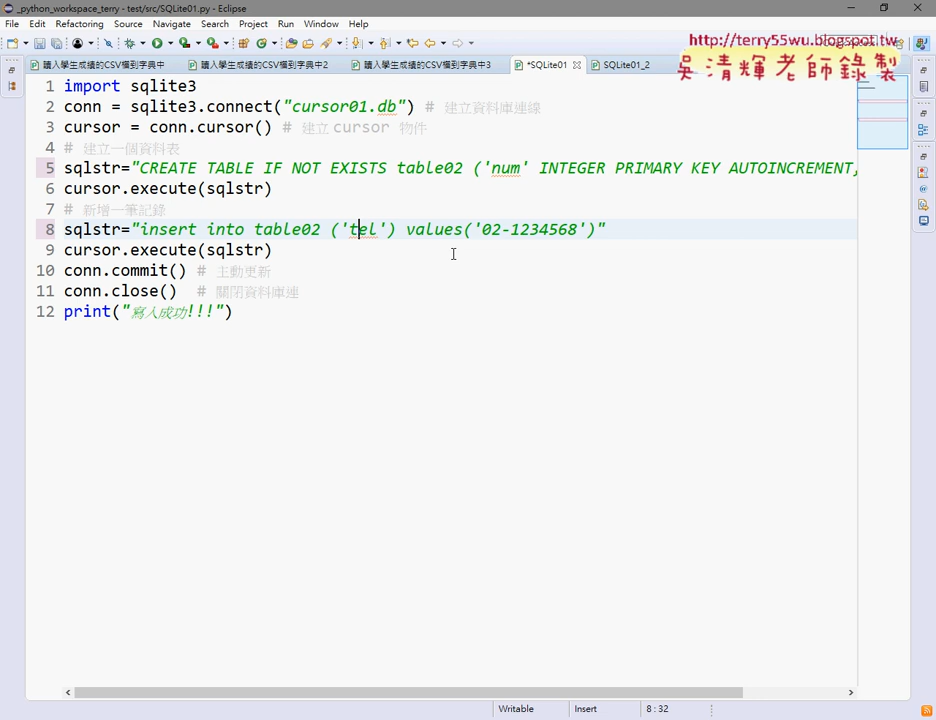 _python_workspace_terry - test/src/SQLite01.py - Eclipse
File Edit Refactoring Source Navigate Search Project Run Window Help
http://terry55wu.blogspot.tw
吳清輝老師錄製
讀入學生成績的CSV檔到字典中 讀入學生成績的CSV檔到字典中2 讀入學生成績的CSV檔到字典中3 *SQLite01 SQLite01_2
1 import sqlite3
2 conn = sqlite3.connect("cursor01.db") # 建立資料庫連線
3 cursor = conn.cursor() # 建立 cursor 物件
4 # 建立一個資料表
5 sqlstr="CREATE TABLE IF NOT EXISTS table02 ('num' INTEGER PRIMARY KEY AUTOINCREMENT,
6 cursor.execute(sqlstr)
7 # 新增一筆記錄
8 sqlstr="insert into table02 ('tel') values('02-1234568')"
9 cursor.execute(sqlstr)
10 conn.commit() # 主動更新
11 conn.close() # 關閉資料庫連
12 print("寫入成功!!!")
Writable Insert 8 : 32